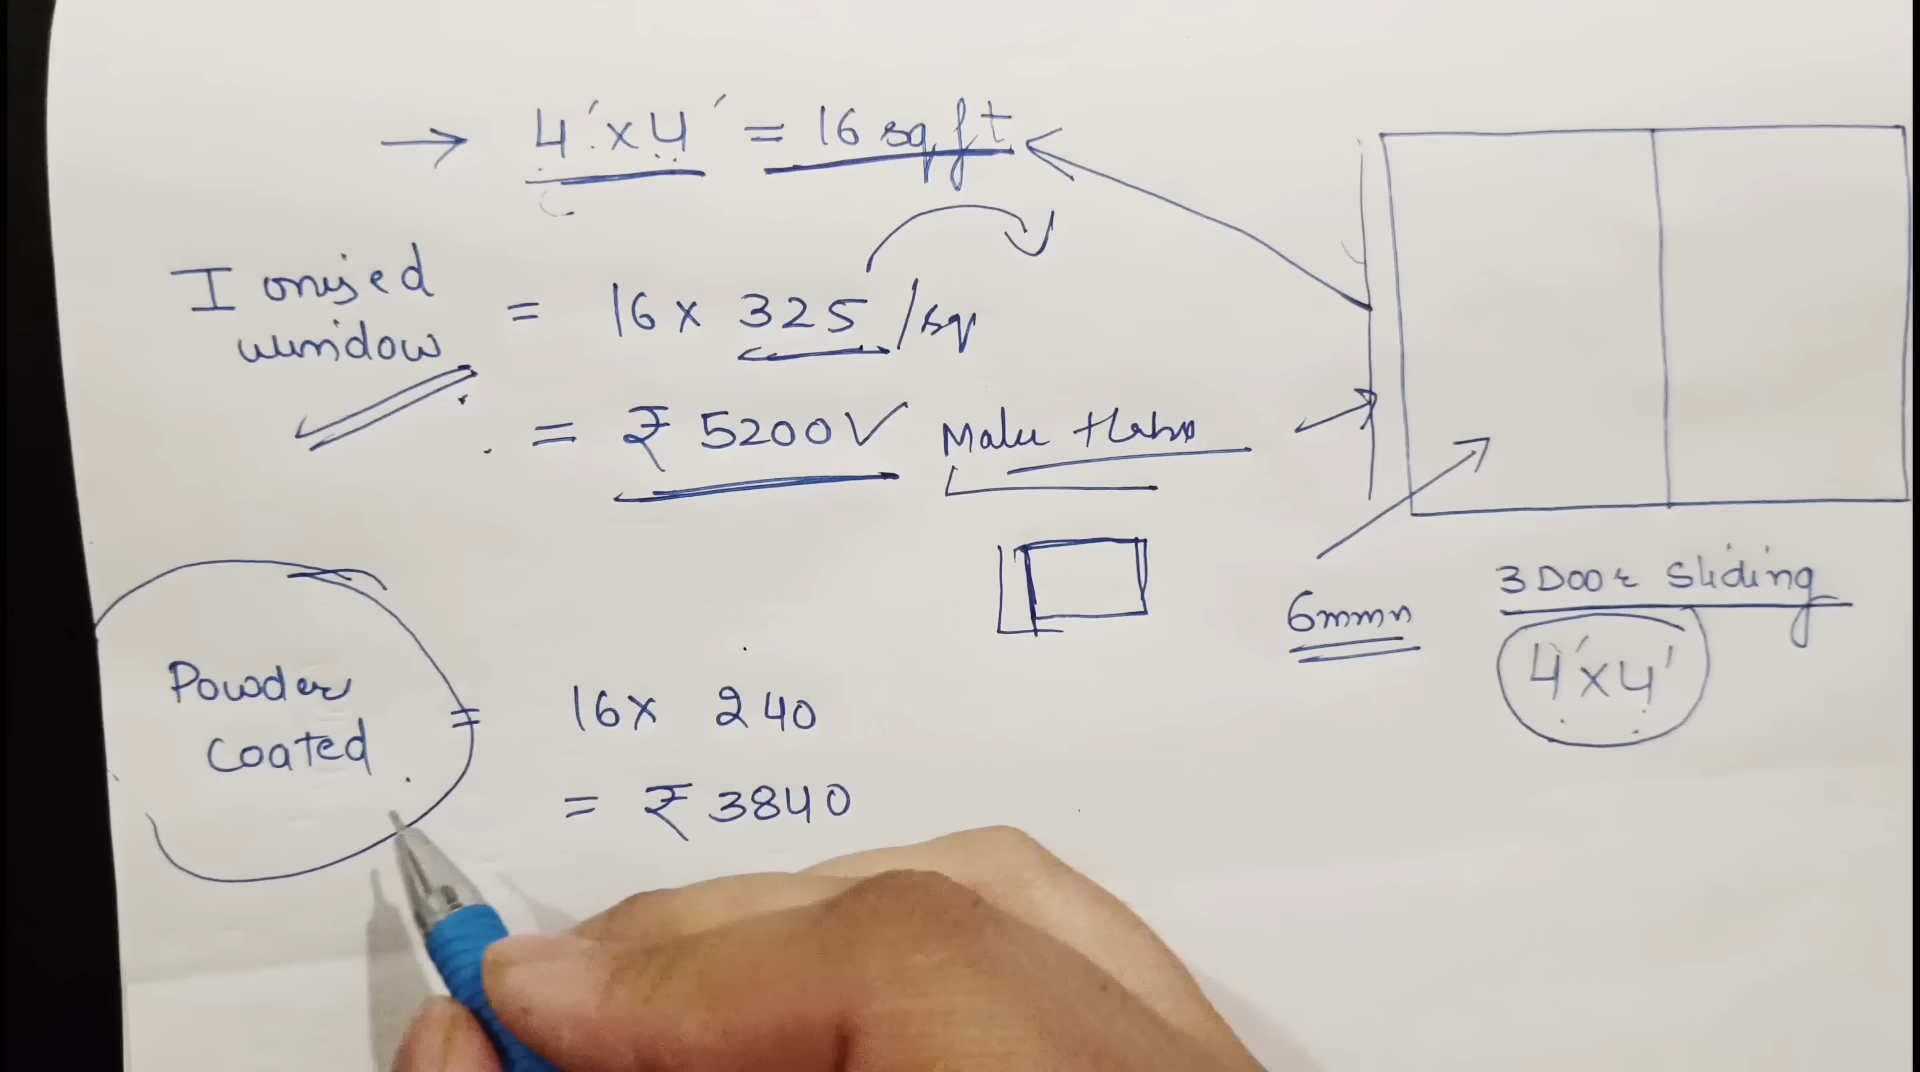 → 4'x4' = 16 sq ft
Ionised
window
= 16 x 325 /sq
= ₹ 5200
6mm
3 Door Sliding
4'x4'
Powder
Coated
= 16x 240
= ₹ 3840